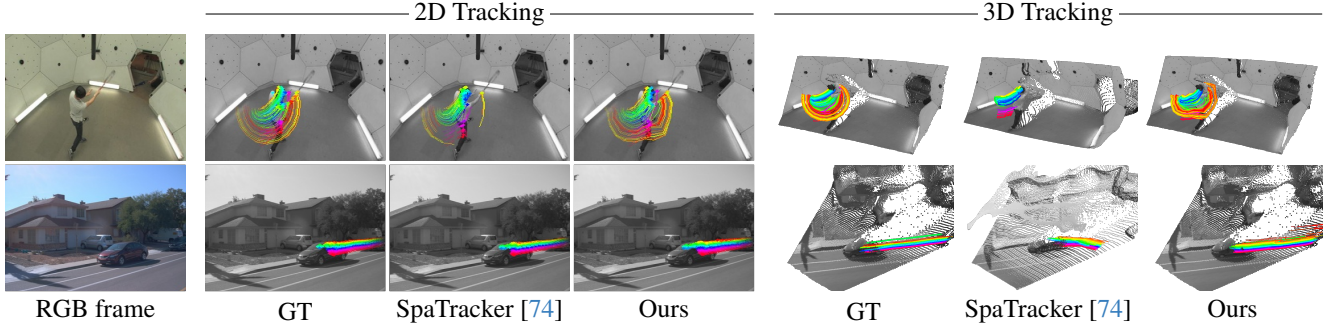 2D Tracking
3D Tracking
RGB frame
GT
SpaTracker [74]
Ours
GT
SpaTracker [74]
Ours